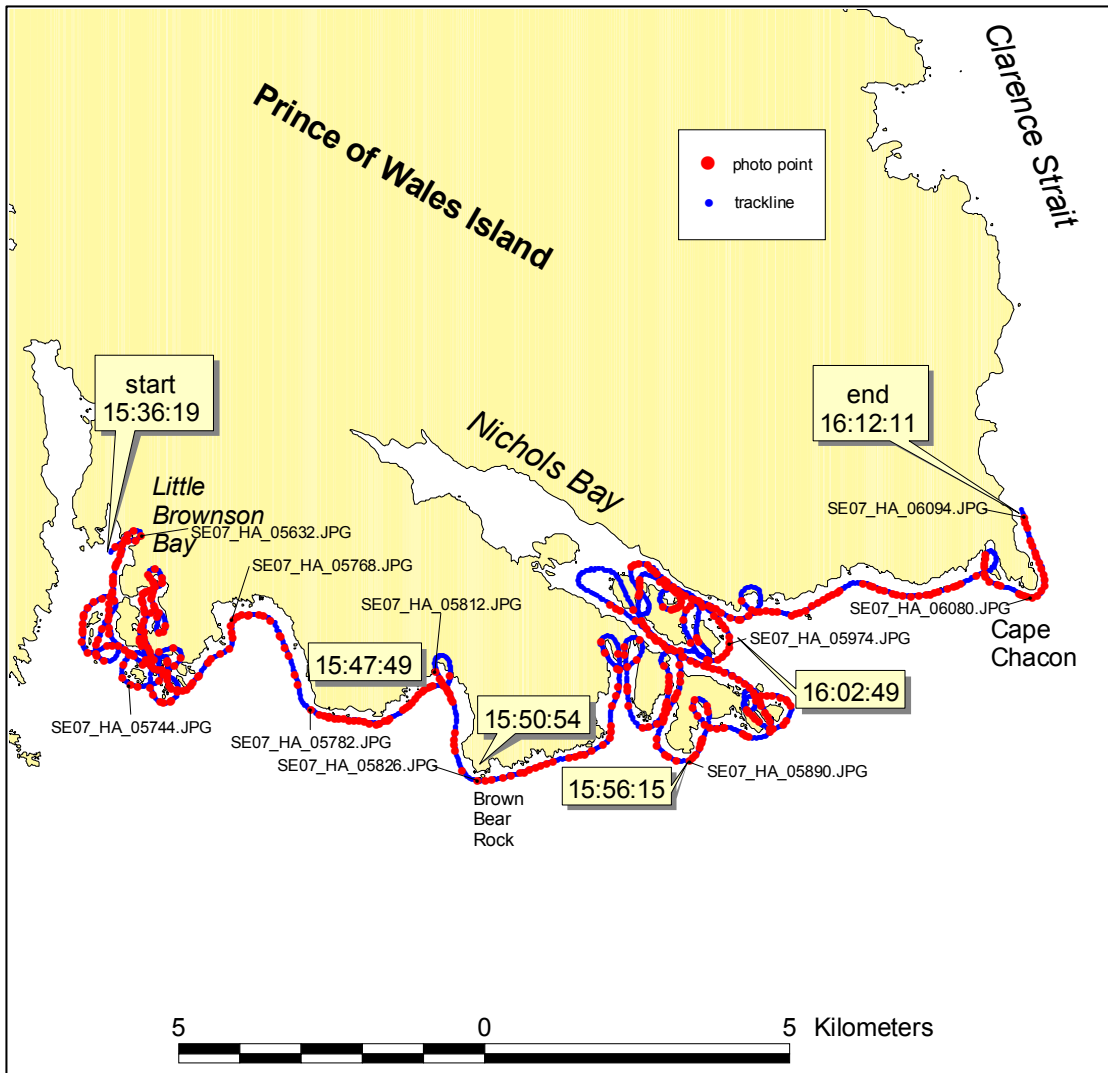 Clarence Strait
Prince of Wales Island
photo point
trackline
start
15:36:19
end
16:12:11
Nichols Bay
Little
Brownson
Bay
SE07_HA_05632.JPG
SE07_HA_06094.JPG
SE07_HA_05768.JPG
SE07_HA_05812.JPG
SE07_HA_06080.JPG
SE07_HA_05974.JPG
Cape
Chacon
15:47:49
16:02:49
15:50:54
SE07_HA_05744.JPG
SE07_HA_05782.JPG
SE07_HA_05826.JPG
SE07_HA_05890.JPG
15:56:15
Brown
Bear
Rock
5 0 5 Kilometers